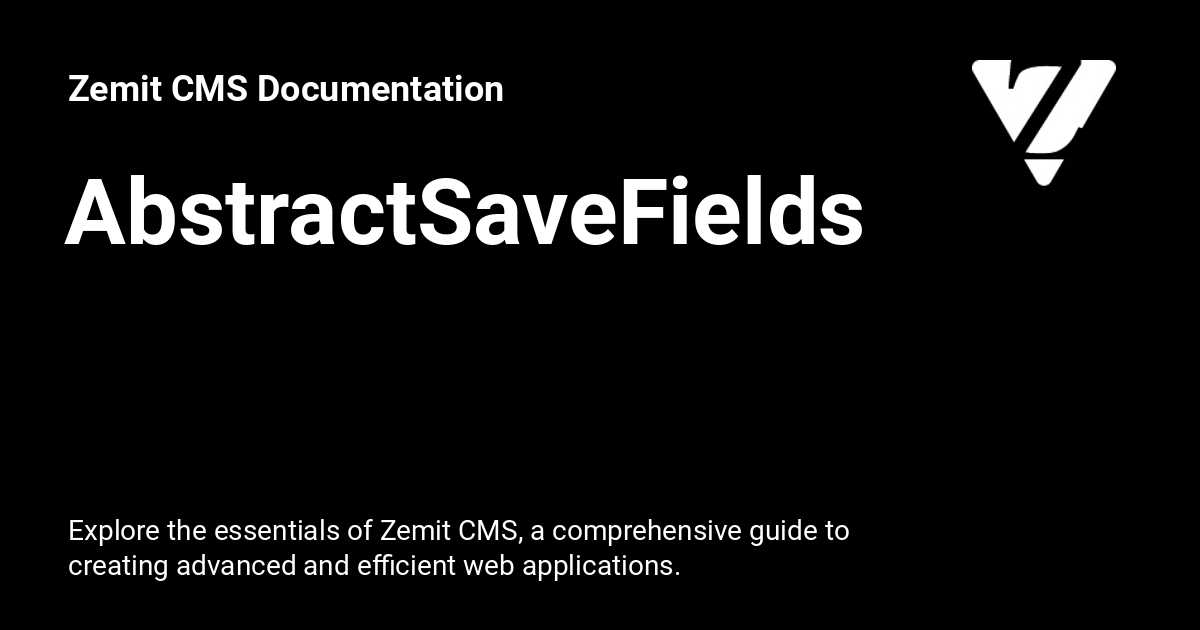 Zemit CMS Documentation
AbstractSaveFields
Explore the essentials of Zemit CMS, a comprehensive guide to
creating advanced and efficient web applications.